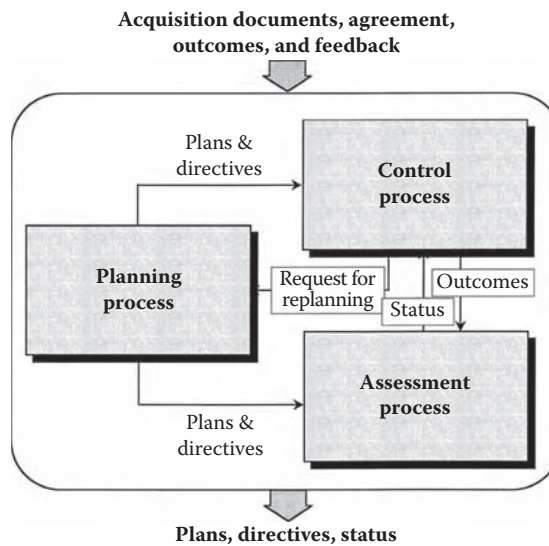 Acquisition documents, agreement,
outcomes, and feedback
Plans &
directives
Control
process
Planning
process
Request for
replanning
Outcomes
Status
Assessment
process
Plans &
directives
Plans, directives, status